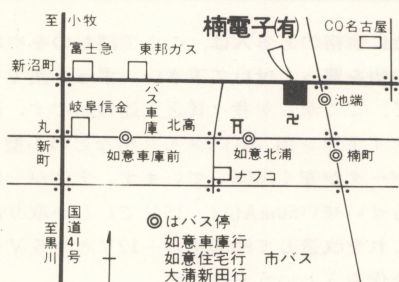 至小牧
楠電子(有)
CQ名古屋
富士急
東邦ガス
新沼町
バス車庫
池端
卍
岐阜信金
丸新町
北高
如意車庫前
如意北浦
楠町
ナフコ
国道41号
至黒川
◎はバス停
如意車庫行
如意住宅行 市バス
大蒲新田行